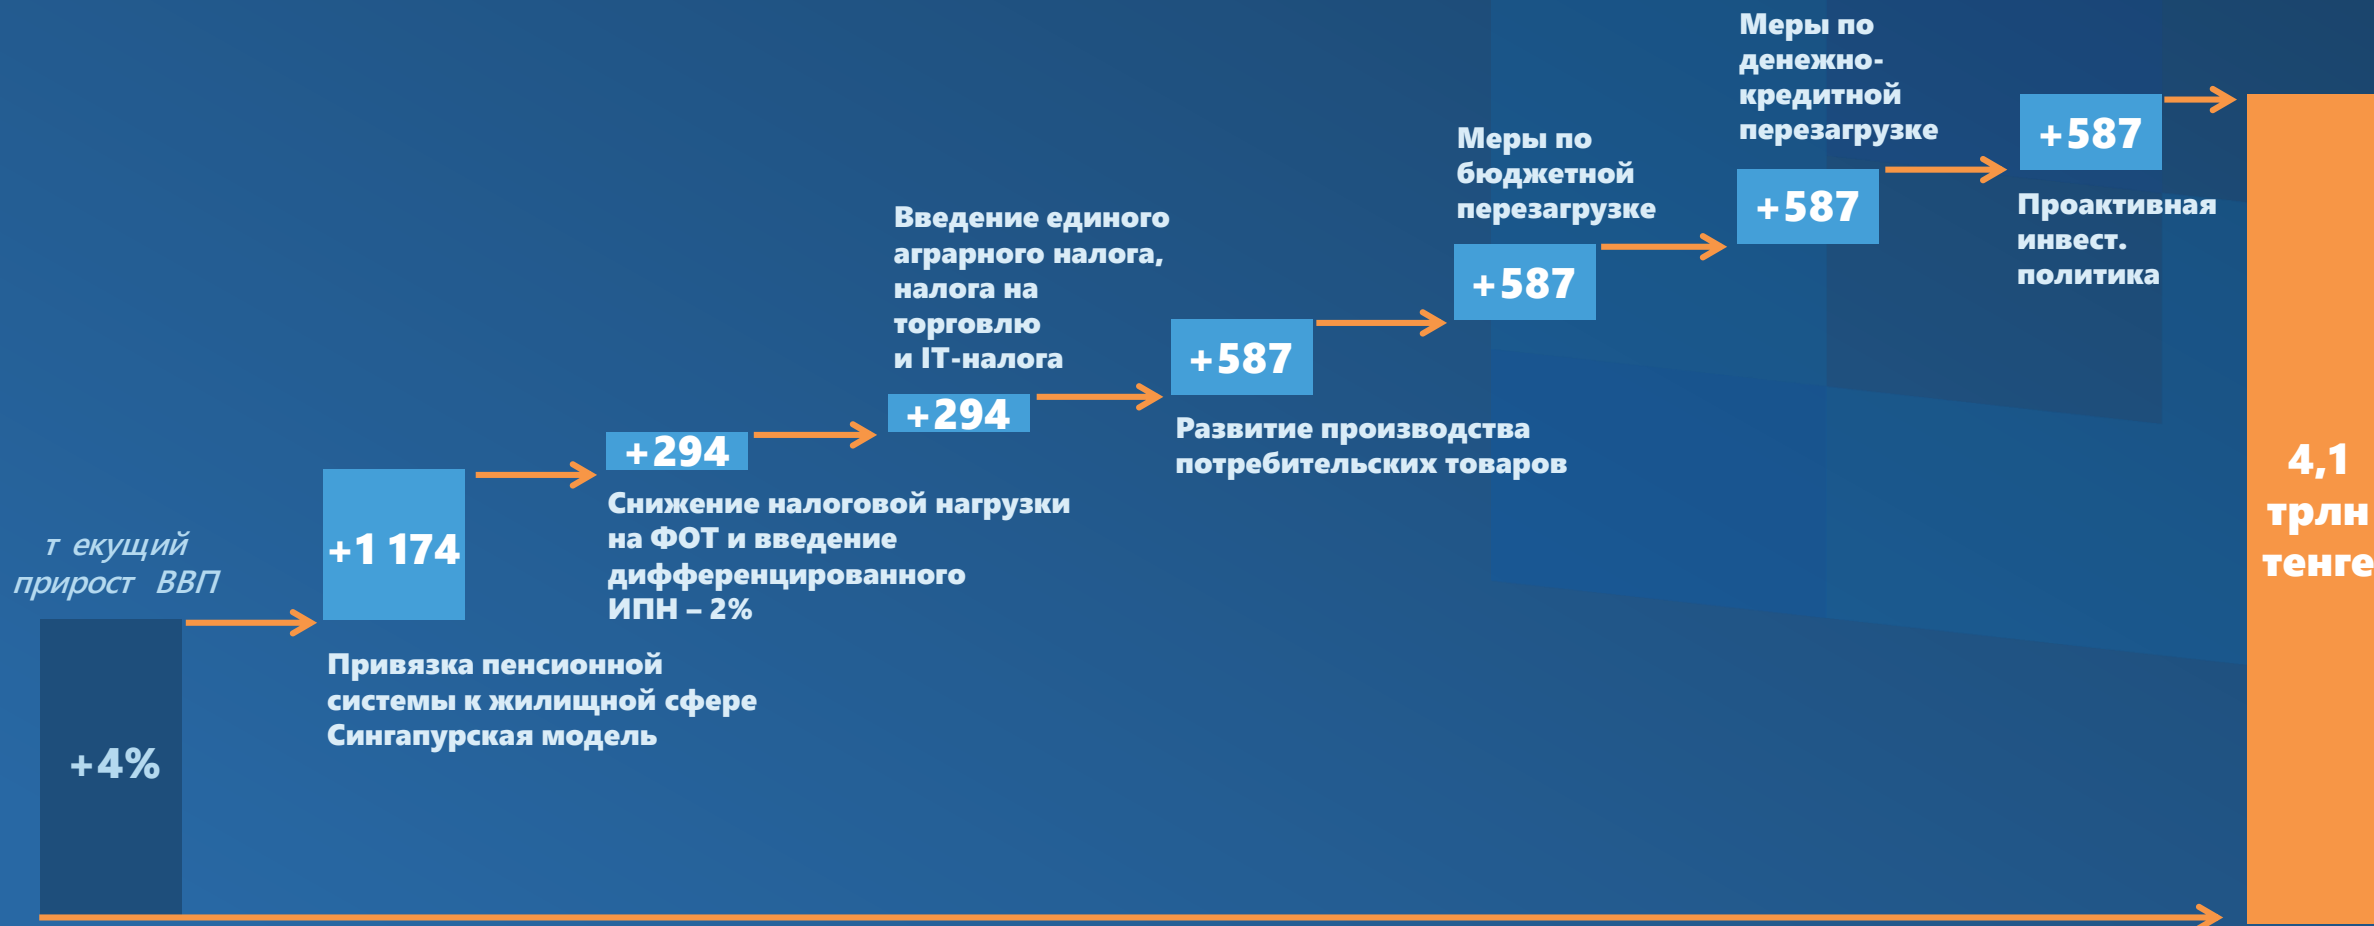 т екущий
прирост ВВП
+4%
+1 174
Привязка пенсионной
системы к жилищной сфере
Сингапурская модель
+294
Снижение налоговой нагрузки
на ФОТ и введение
дифференцированного
ИПН – 2%
Введение единого
аграрного налога,
налога на
торговлю
и IT-налога
+294
+587
Развитие производства
потребительских товаров
Меры по
бюджетной
перезагрузке
+587
Меры по
денежно-
кредитной
перезагрузке
+587
+587
Проактивная
инвест.
политика
4,1
трлн
тенге